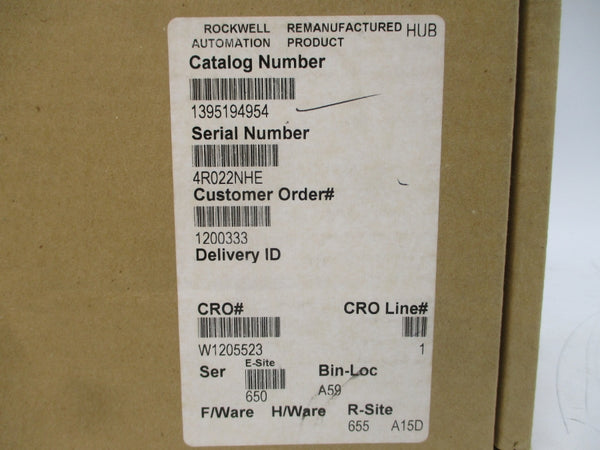 ROCKWELL REMANUFACTURED HUB
AUTOMATION PRODUCT
Catalog Number
1395194954
Serial Number
4R022NHE
Customer Order#
1200333
Delivery ID
CRO# CRO Line#
W1205523 1
Ser E-Site Bin-Loc
650 A59
F/Ware H/Ware R-Site
655 A15D